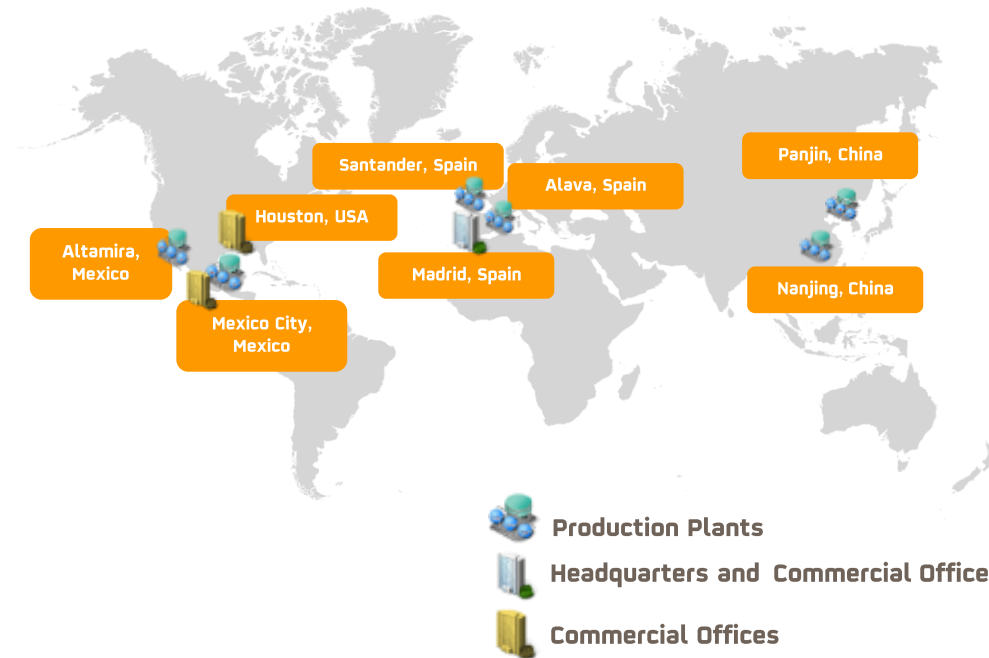 Santander, Spain
Alava, Spain
Panjin, China
Houston, USA
Altamira,
Mexico
Madrid, Spain
Nanjing, China
Mexico City,
Mexico
Production Plants
Headquarters and Commercial Office
Commercial Offices